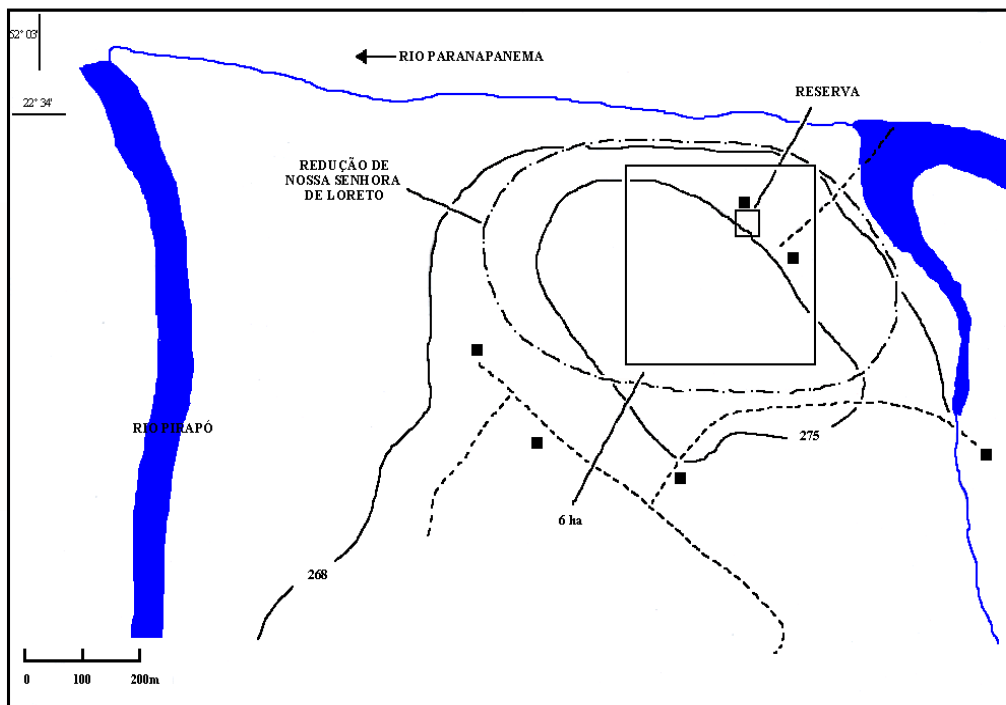 52° 03'
RIO PARANAPANEMA
22° 34'
RESERVA
REDUÇÃO DE
NOSSA SENHORA
DE LORETO
RIO PIRAPÓ
275
6 ha
268
0 100 200m